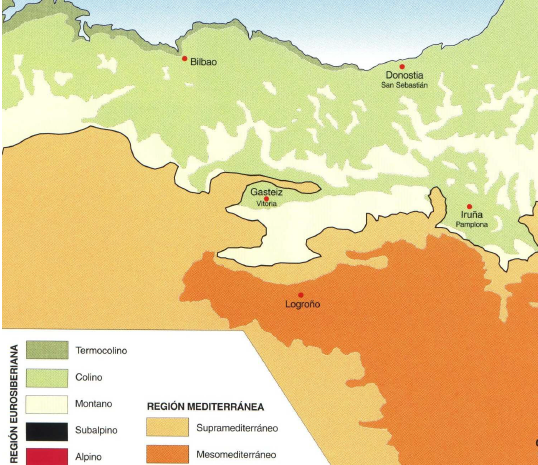 Bilbao
Donostia
San Sebastián
Gasteiz
Vitoria
Iruña
Pamplona
Logroño
REGIÓN EUROSIBERIANA
Termocolino
Colino
Montano
Subalpino
Alpino
REGIÓN MEDITERRÁNEA
Supramediterráneo
Mesomediterráneo